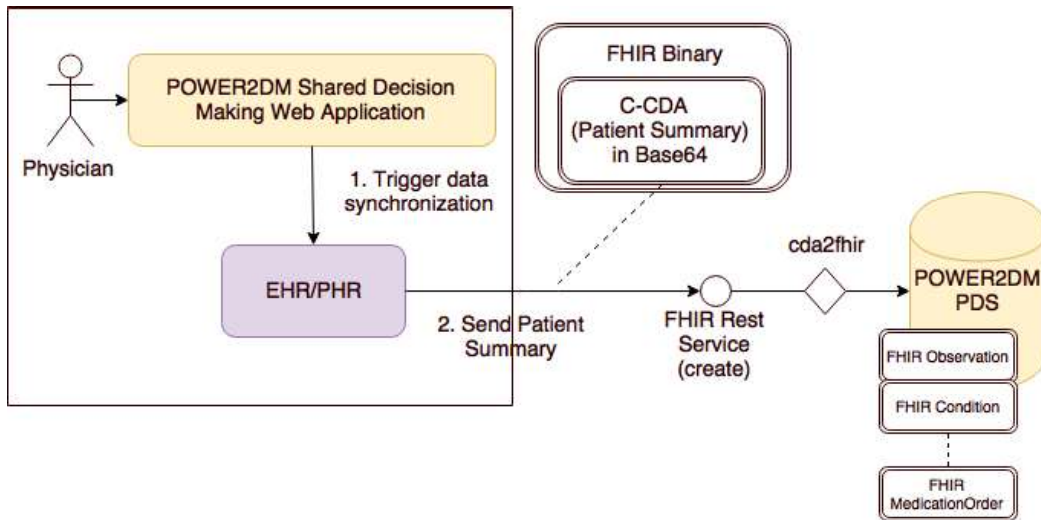 POWER2DM Shared Decision
Making Web Application
Physician
1. Trigger data
synchronization
EHR/PHR
2. Send Patient
Summary
FHIR Binary
C-CDA
(Patient Summary)
in Base64
FHIR Rest
Service
(create)
cda2fhir
POWER2DM
PDS
FHIR Observation
FHIR Condition
FHIR
MedicationOrder